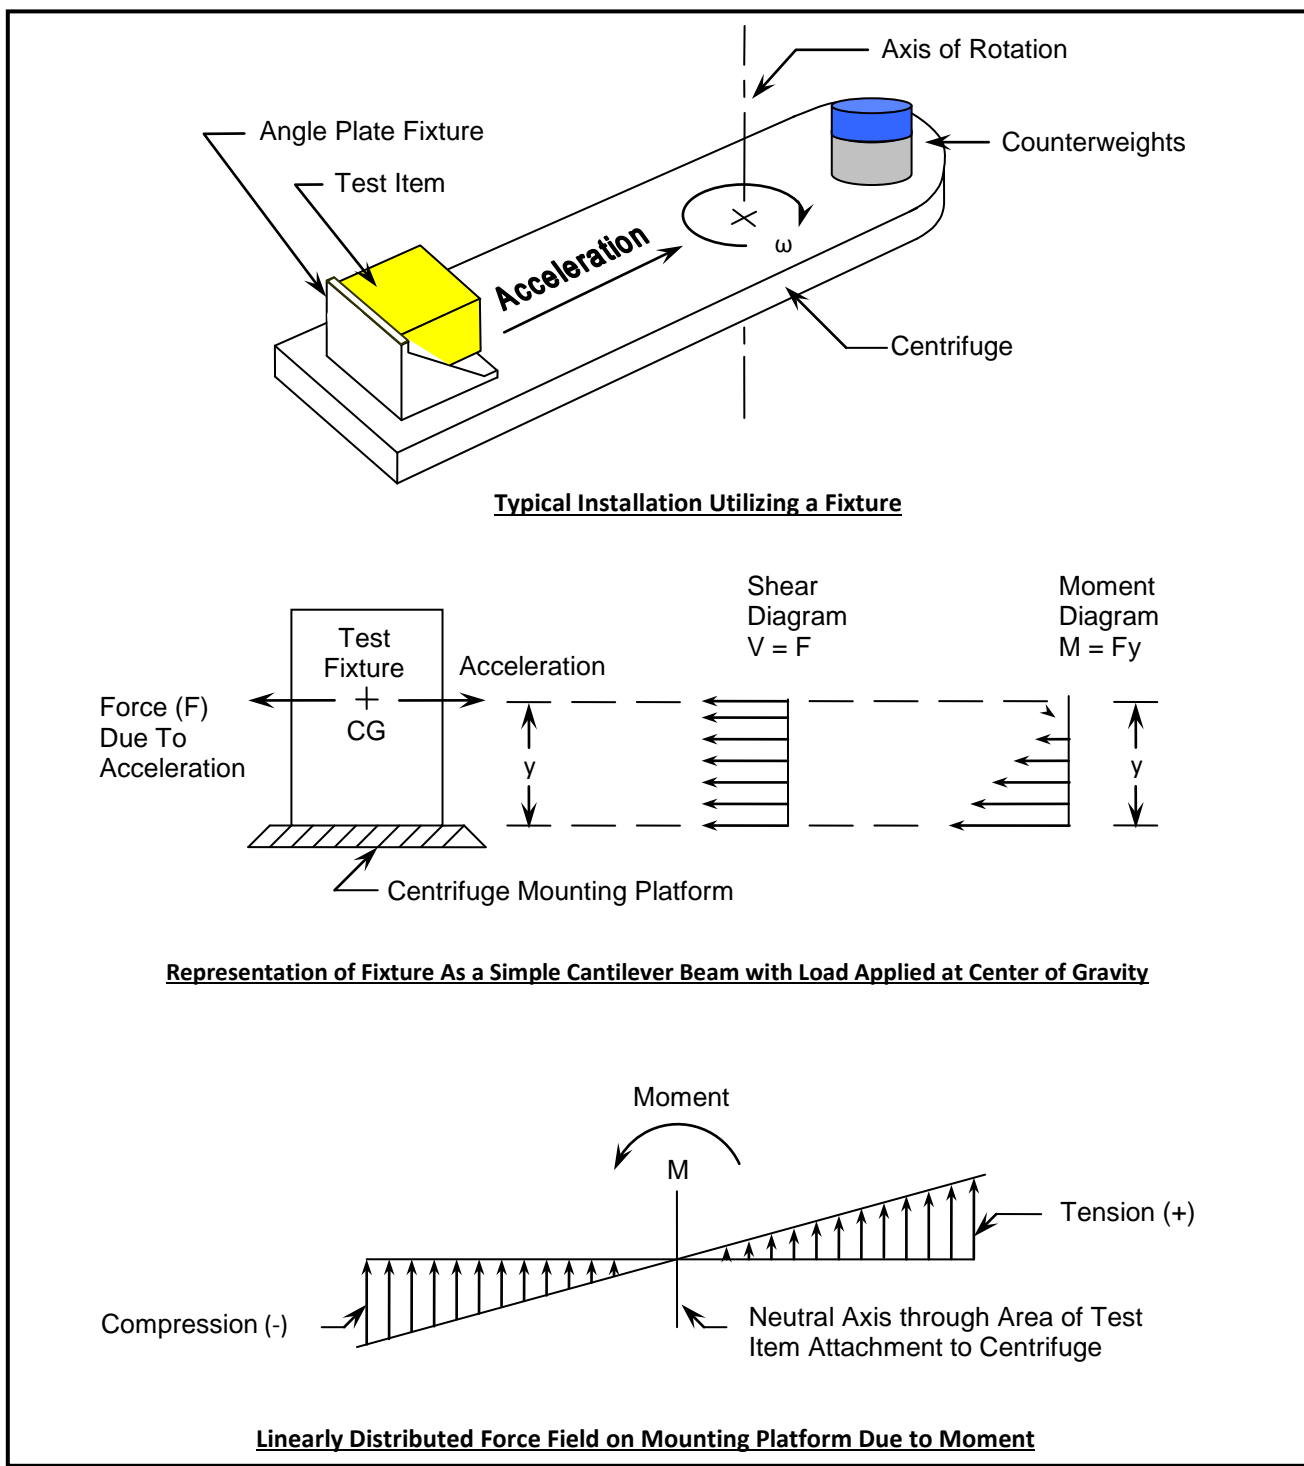 Axis of Rotation
Angle Plate Fixture
Test Item
Counterweights
Acceleration
ω
Centrifuge
Typical Installation Utilizing a Fixture
Shear
Diagram
V = F
Moment
Diagram
M = Fy
Test
Fixture
Acceleration
Force (F)
Due To
Acceleration
CG
y
y
Centrifuge Mounting Platform
Representation of Fixture As a Simple Cantilever Beam with Load Applied at Center of Gravity
Moment
M
Tension (+)
Compression (-)
Neutral Axis through Area of Test
Item Attachment to Centrifuge
Linearly Distributed Force Field on Mounting Platform Due to Moment